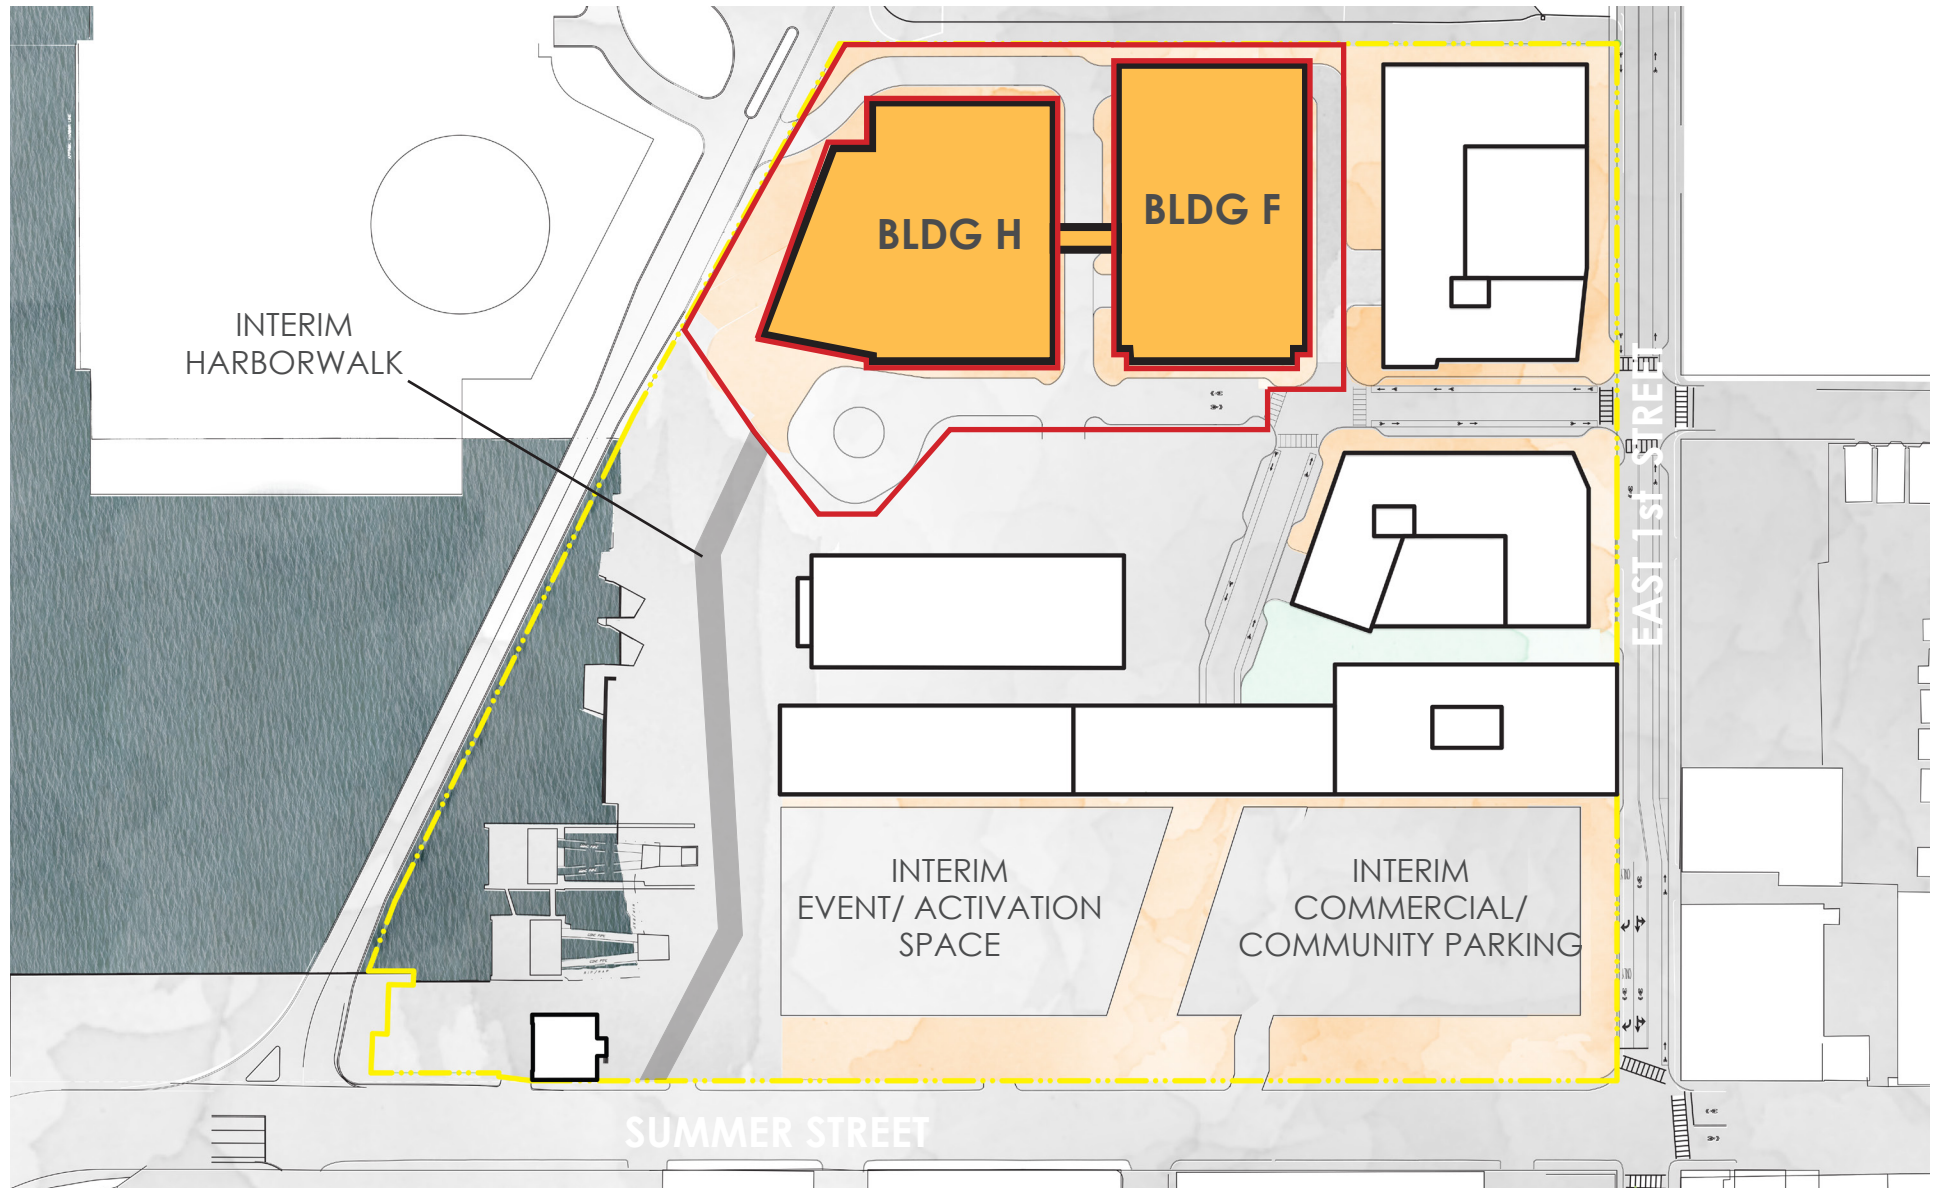 BLDG H
BLDG F
INTERIM
HARBORWALK
EAST 1st STREET
INTERIM
EVENT/ ACTIVATION
SPACE
INTERIM
COMMERCIAL/
COMMUNITY PARKING
SUMMER STREET